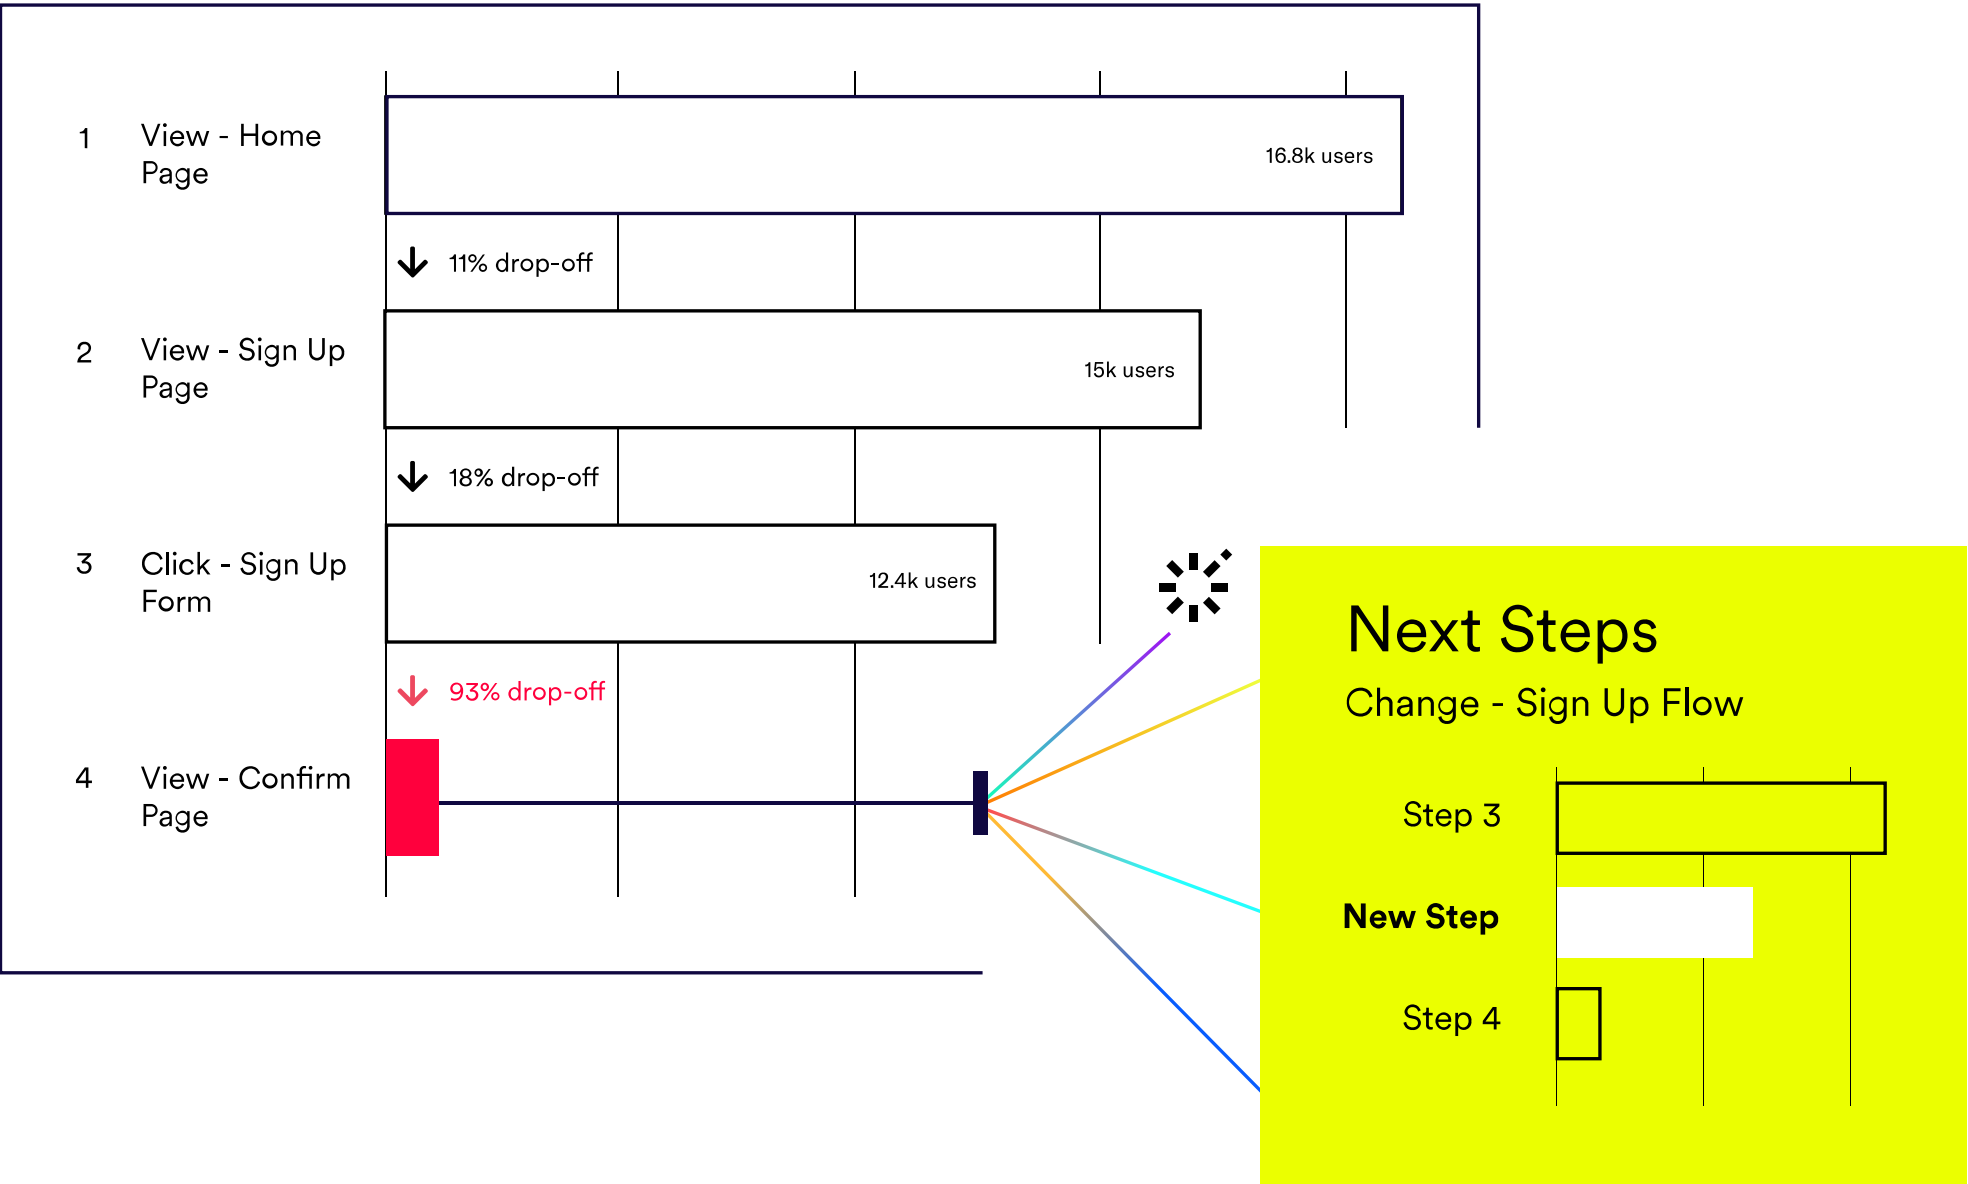 1
View - Home
Page
16.8k users
11% drop-off
2
View - Sign Up
Page
15k users
18% drop-off
3
Click - Sign Up
Form
12.4k users
93% drop-off
4
View - Confirm
Page
Next Steps
Change - Sign Up Flow
Step 3
New Step
Step 4